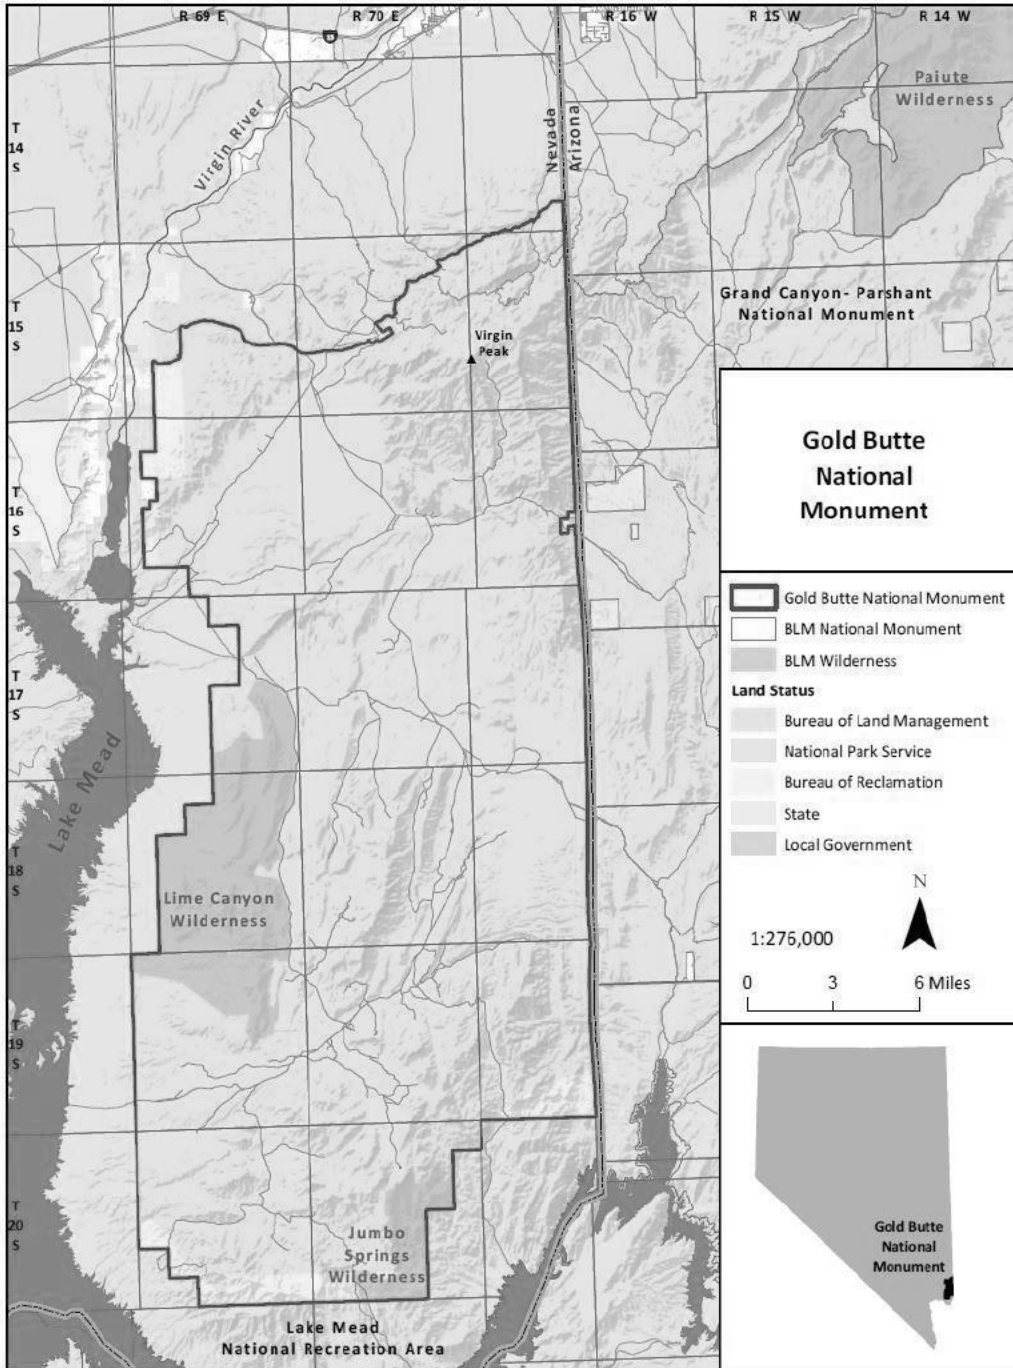 R 69 E
R 70 E
R 16 W
R 15 W
R 14 W
Paiute
Wilderness
Nevada
Arizona
Virgin River
T
14
S
Grand Canyon- Parshant
National Monument
T
15
S
Virgin
Peak
Gold Butte
National
Monument
T
16
S
Gold Butte National Monument
BLM National Monument
BLM Wilderness
Land Status
Bureau of Land Management
National Park Service
Bureau of Reclamation
State
Local Government
T
17
S
Lake Mead
T
18
S
Lime Canyon
Wilderness
N
1:276,000
0 3 6 Miles
T
19
S
T
20
S
Jumbo
Springs
Wilderness
Gold Butte
National
Monument
Lake Mead
National Recreation Area